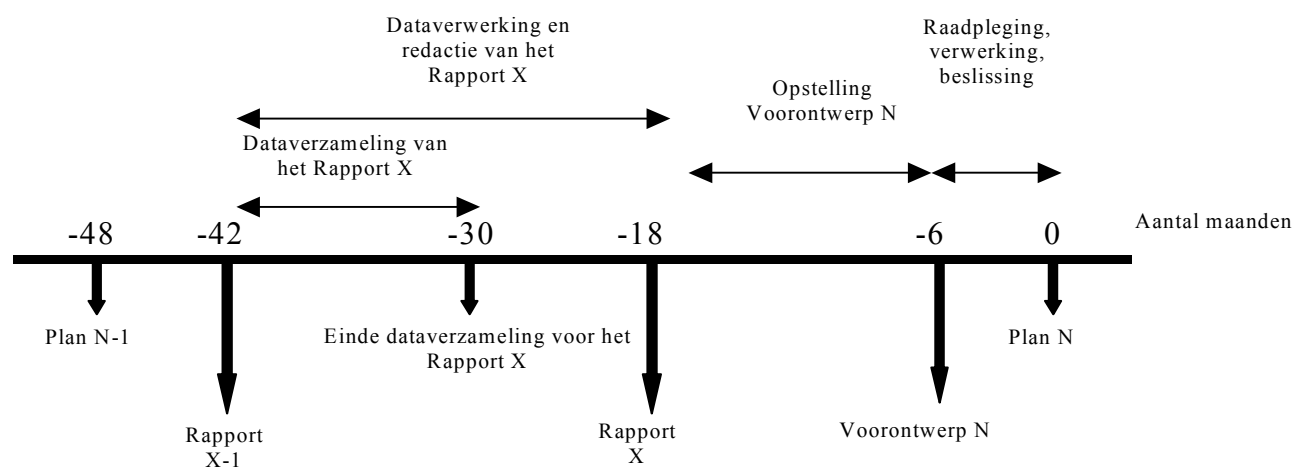 Dataverwerking en
redactie van het
Rapport X
Raadpleging,
verwerking,
beslissing
Opstelling
Voorontwerp N
Dataverzameling van
het Rapport X
-48
-42
-30
-18
-6
0
Aantal maanden
Plan N-1
Einde dataverzameling voor het
Rapport X
Plan N
Rapport
X-1
Rapport
X
Voorontwerp N